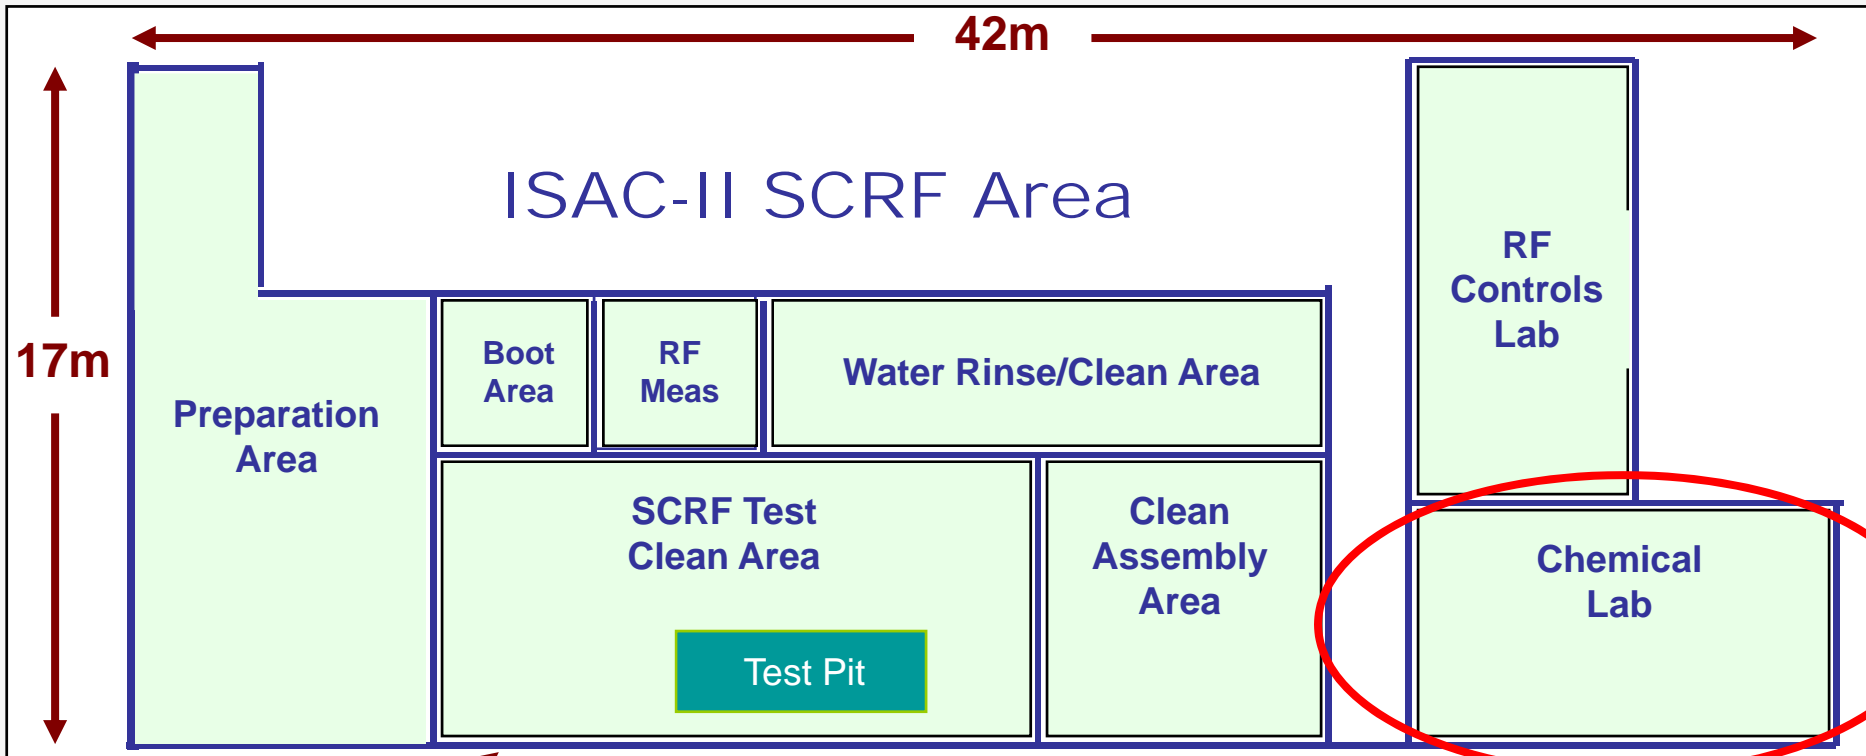 42m
ISAC-II SCRF Area
17m
Preparation
Area
Boot
Area
RF
Meas
Water Rinse/Clean Area
RF
Controls
Lab
SCRF Test
Clean Area
Test Pit
Clean
Assembly
Area
Chemical
Lab